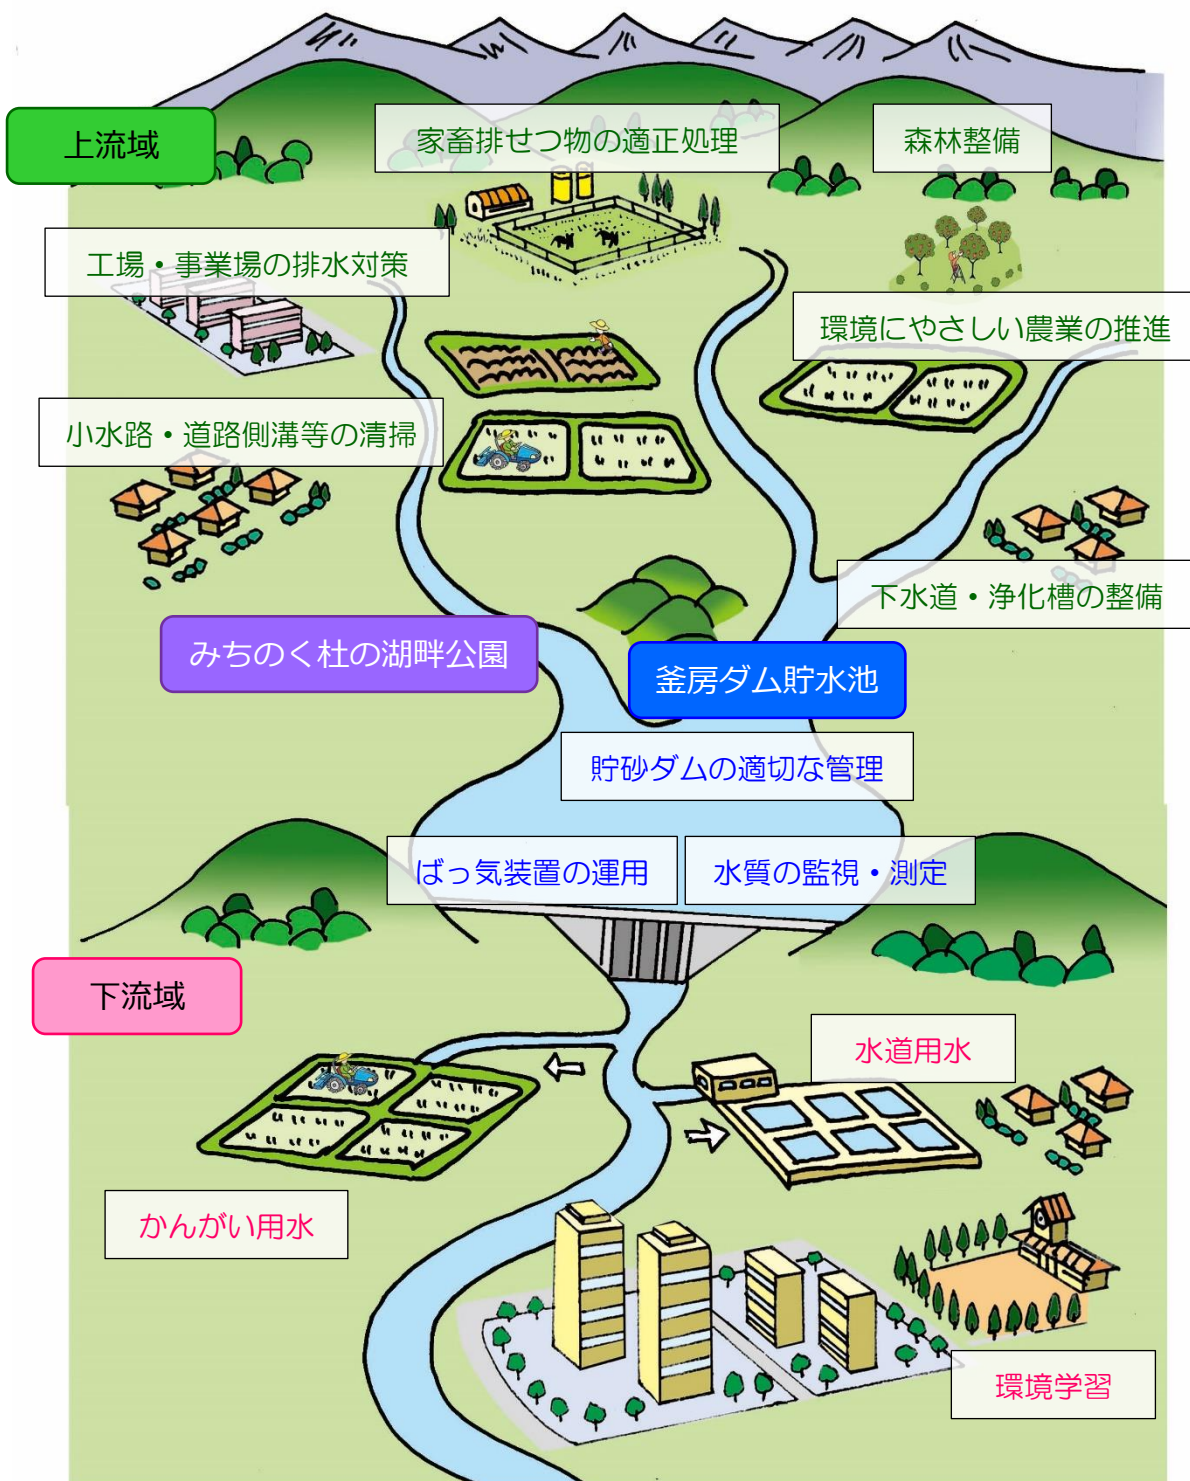 上流域
家畜排せつ物の適正処理
森林整備
工場・事業場の排水対策
環境にやさしい農業の推進
小水路・道路側溝等の清掃
下水道・浄化槽の整備
みちのく杜の湖畔公園
釜房ダム貯水池
貯砂ダムの適切な管理
ばっ気装置の運用
水質の監視・測定
下流域
水道用水
かんがい用水
環境学習